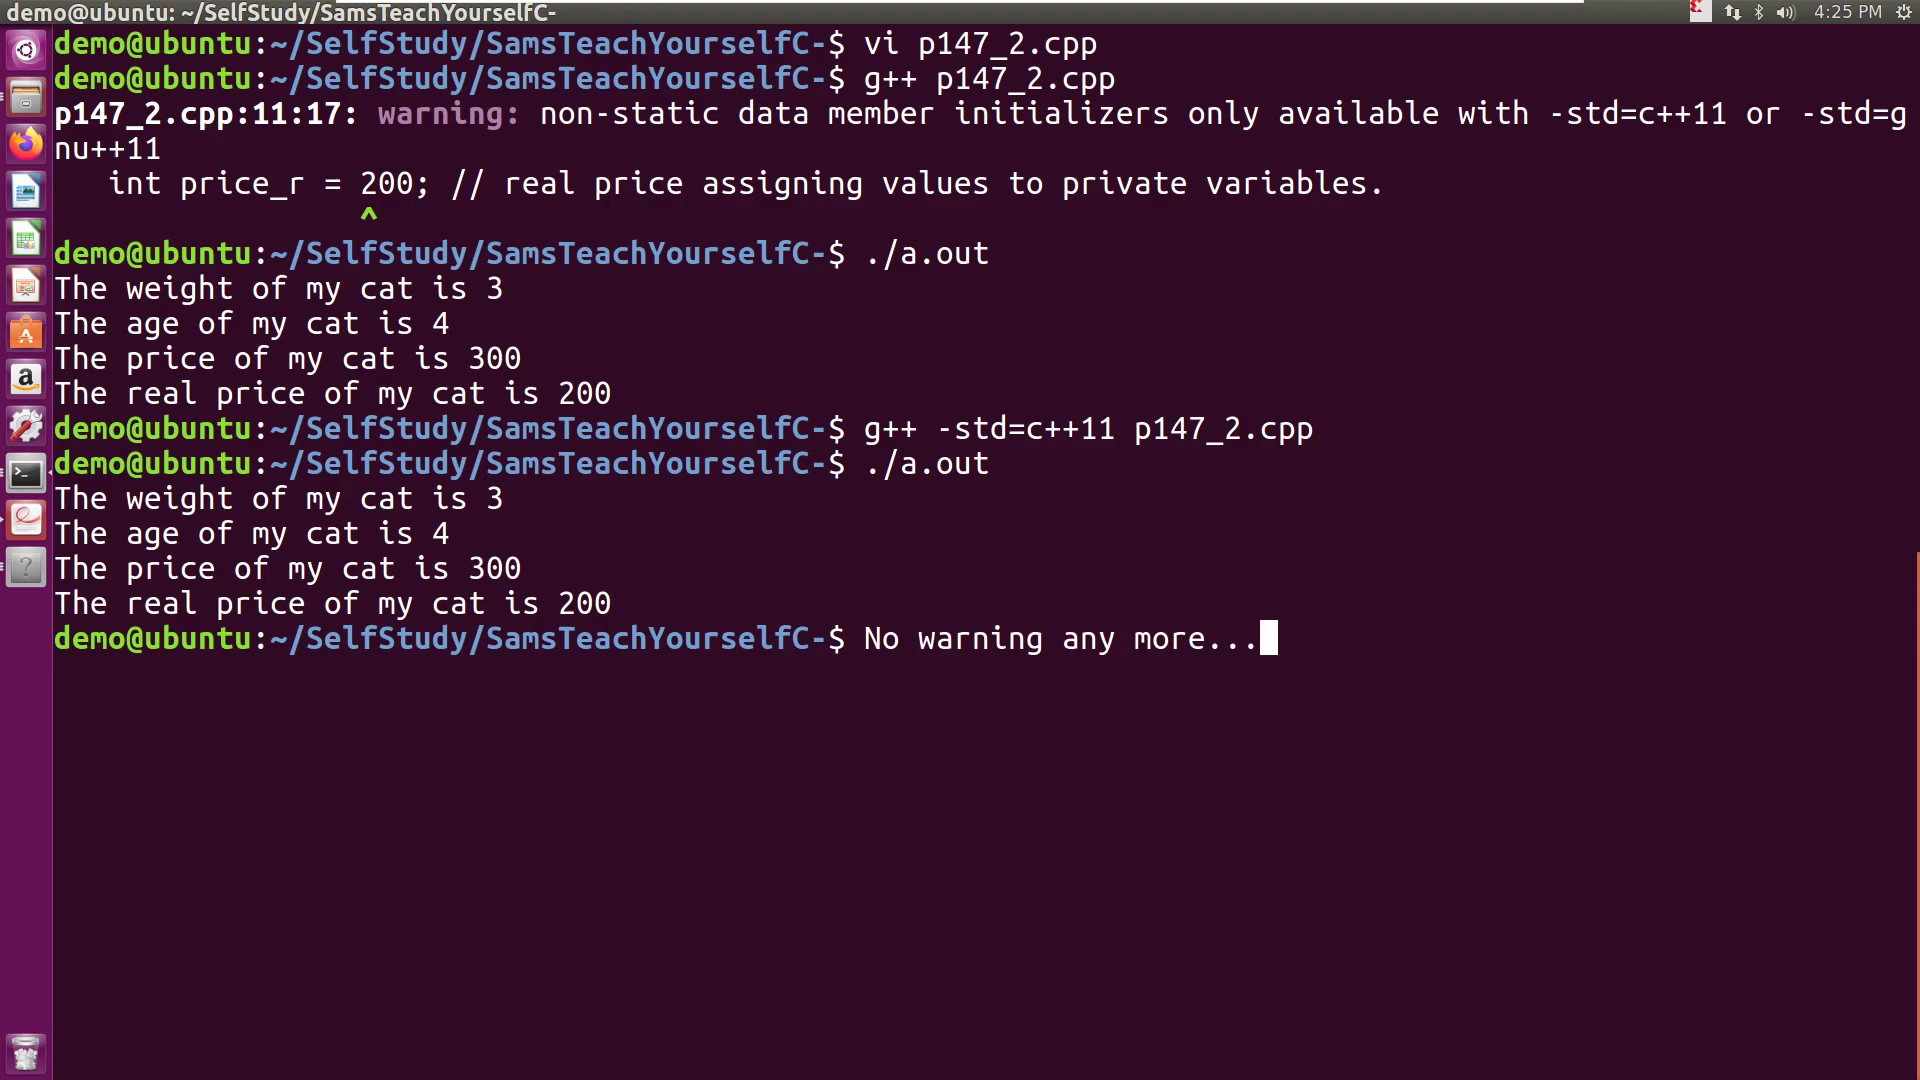 demo@ubuntu: ~/SelfStudy/SamsTeachYourselfC-
4:25 PM
demo@ubuntu:~/SelfStudy/SamsTeachYourselfC-$ vi p147_2.cpp
demo@ubuntu:~/SelfStudy/SamsTeachYourselfC-$ g++ p147_2.cpp
p147_2.cpp:11:17: warning: non-static data member initializers only available with -std=c++11 or -std=g
nu++11
   int price_r = 200; // real price assigning values to private variables.
                 ^
demo@ubuntu:~/SelfStudy/SamsTeachYourselfC-$ ./a.out
The weight of my cat is 3
The age of my cat is 4
The price of my cat is 300
The real price of my cat is 200
demo@ubuntu:~/SelfStudy/SamsTeachYourselfC-$ g++ -std=c++11 p147_2.cpp
demo@ubuntu:~/SelfStudy/SamsTeachYourselfC-$ ./a.out
The weight of my cat is 3
The age of my cat is 4
The price of my cat is 300
The real price of my cat is 200
demo@ubuntu:~/SelfStudy/SamsTeachYourselfC-$ No warning any more...